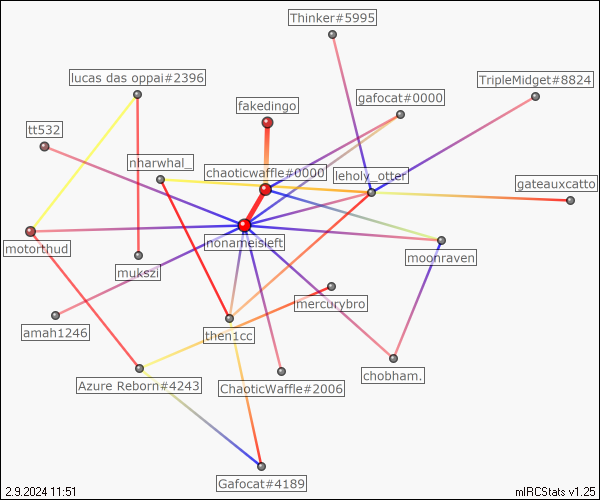 Thinker#5995
lucas das oppai#2396
TripleMidget#8824
gafocat#0000
fakedingo
tt532
nharwhal_
chaoticwaffle#0000
leholy_otter
gateauxcatto
nonameisleft
motorthud
moonraven
mukszi
mercurybro
amah1246
then1cc
chobham.
Azure Reborn#4243
ChaoticWaffle#2006
Gafocat#4189
2.9.2024 11:51
mIRCStats v1.25